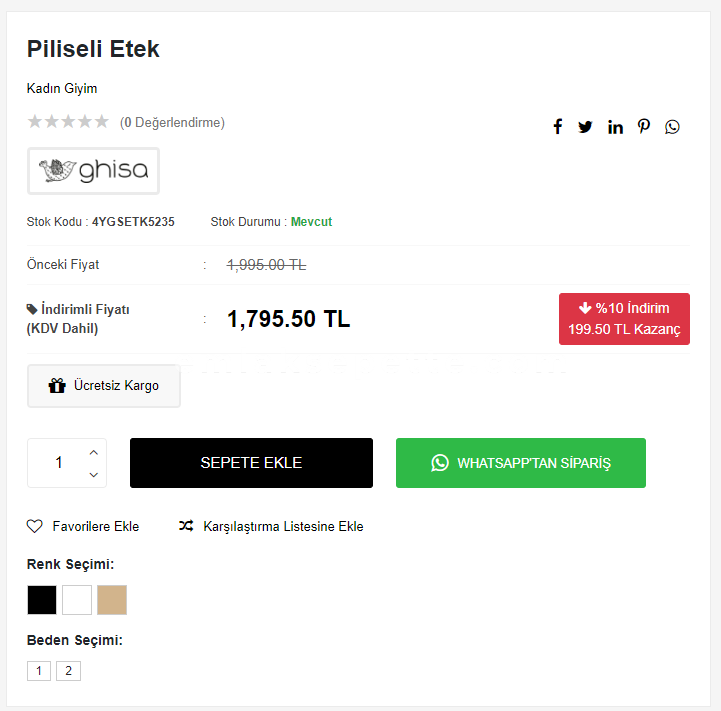 Piliseli Etek
Kadın Giyim
(0 Değerlendirme)
ghisa
Stok Kodu : 4YGSETK5235 Stok Durumu : Mevcut
Önceki Fiyat : 1,995.00 TL
İndirimli Fiyatı
(KDV Dahil) : 1,795.50 TL
%10 İndirim
199.50 TL Kazanç
Ücretsiz Kargo
1 SEPETE EKLE WHATSAPP'TAN SİPARİŞ
Favorilere Ekle Karşılaştırma Listesine Ekle
Renk Seçimi:
Beden Seçimi:
1 2